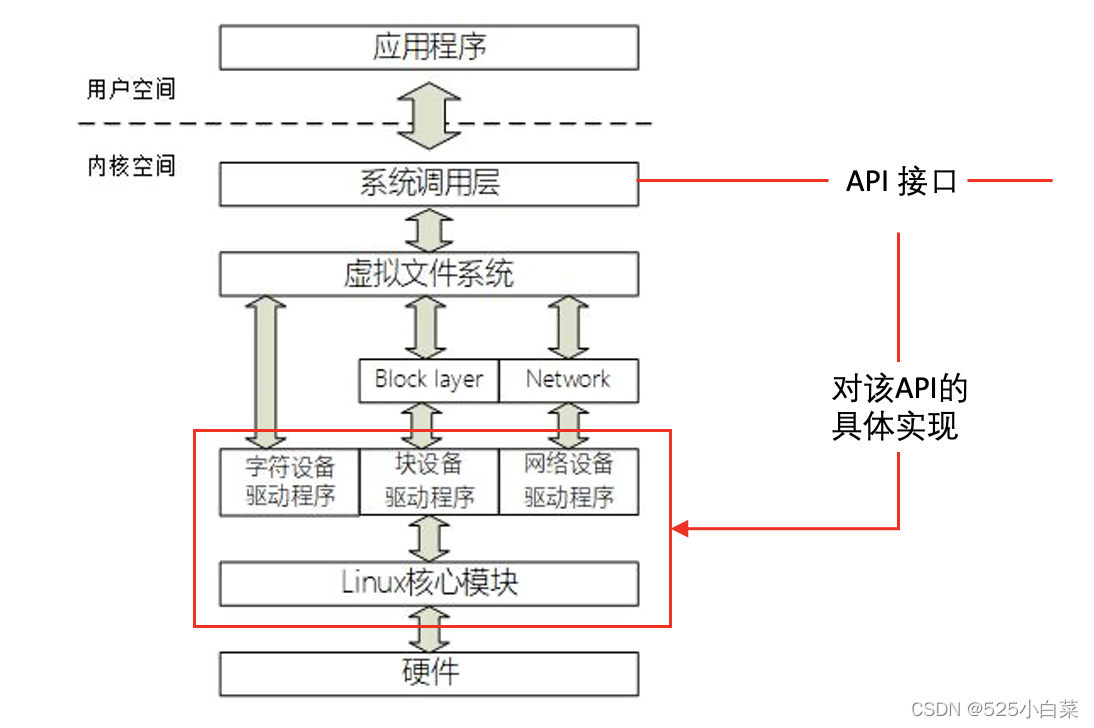 应用程序
用户空间
内核空间
系统调用层
API 接口
虚拟文件系统
Block layer
Network
对该API的
具体实现
字符设备
驱动程序
块设备
驱动程序
网络设备
驱动程序
Linux核心模块
硬件
CSDN @525小白菜